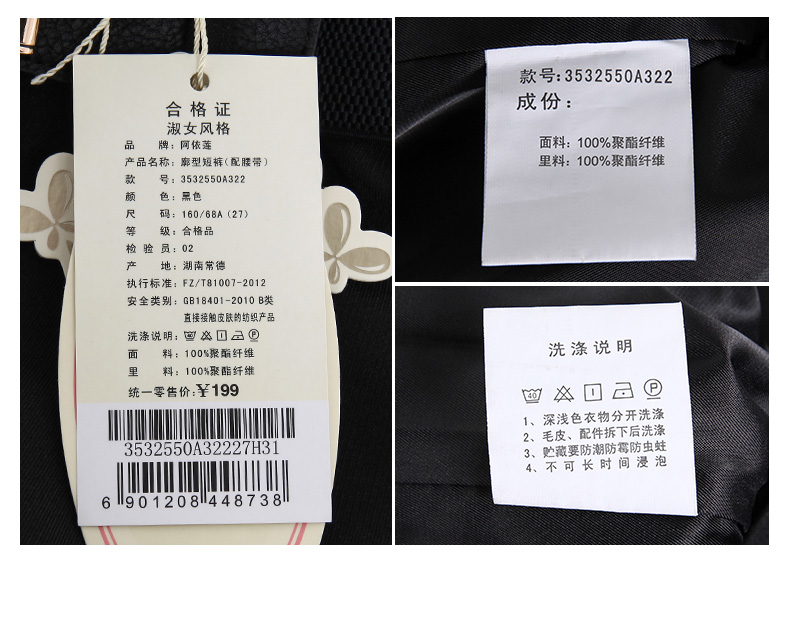 合格证
淑女风格
品 牌：阿依莲
产品名称：廓型短裤（配腰带）
款 号：3532550A322
颜 色：黑色
尺 码：160/68A（27）
等 级：合格品
检 验 员：02
产 地：湖南常德
执行标准：FZ/T81007-2012
安全类别：GB18401-2010 B类
直接接触皮肤的纺织产品
洗涤说明：40 P
面 料：100%聚酯纤维
里 料：100%聚酯纤维
统一零售价：￥199
3532550A32227H31
6 901208 448738
款号：3532550A322
成份：
面料：100%聚酯纤维
里料：100%聚酯纤维
洗涤说明
40 P
1、深浅色衣物分开洗涤
2、毛皮、配件拆下后洗涤
3、贮藏要防潮防霉防虫蛀
4、不可长时间浸泡